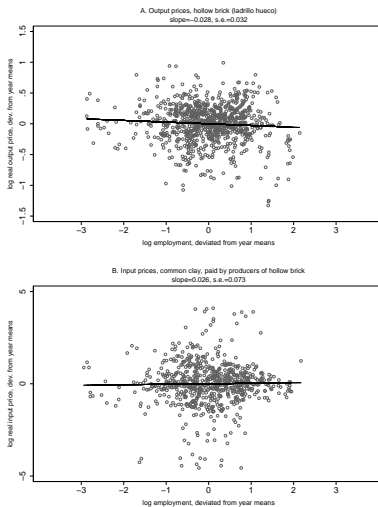 A. Output prices, hollow brick (ladrillo hueco)
slope=−0.028, s.e.=0.032
log real output price, dev. from year means
1.5
1
.5
0
−.5
−1
−1.5
−3 −2 −1 0 1 2 3
log employment, deviated from year means
B. Input prices, common clay, paid by producers of hollow brick
slope=0.026, s.e.=0.073
log real input price, dev. from year means
5
0
−5
−3 −2 −1 0 1 2 3
log employment, deviated from year means